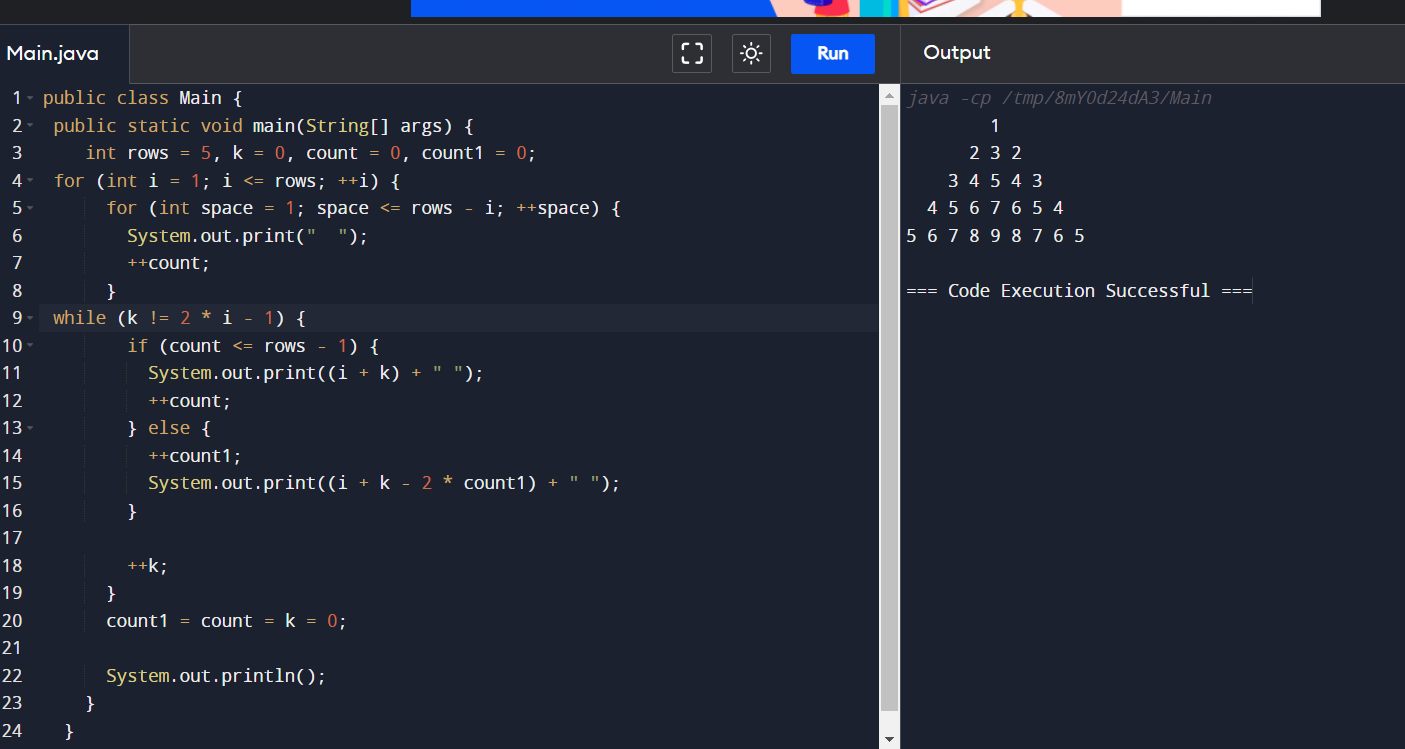 Main.java
Run
Output
1 public class Main {
2 public static void main(String[] args) {
3 int rows = 5, k = 0, count = 0, count1 = 0;
4 for (int i = 1; i <= rows; ++i) {
5 for (int space = 1; space <= rows - i; ++space) {
6 System.out.print("  ");
7 ++count;
8 }
9 while (k != 2 * i - 1) {
10 if (count <= rows - 1) {
11 System.out.print((i + k) + " ");
12 ++count;
13 } else {
14 ++count1;
15 System.out.print((i + k - 2 * count1) + " ");
16 }
17
18 ++k;
19 }
20 count1 = count = k = 0;
21
22 System.out.println();
23 }
24 }
java -cp /tmp/8mYOd24dA3/Main
1
2 3 2
3 4 5 4 3
4 5 6 7 6 5 4
5 6 7 8 9 8 7 6 5
=== Code Execution Successful ===